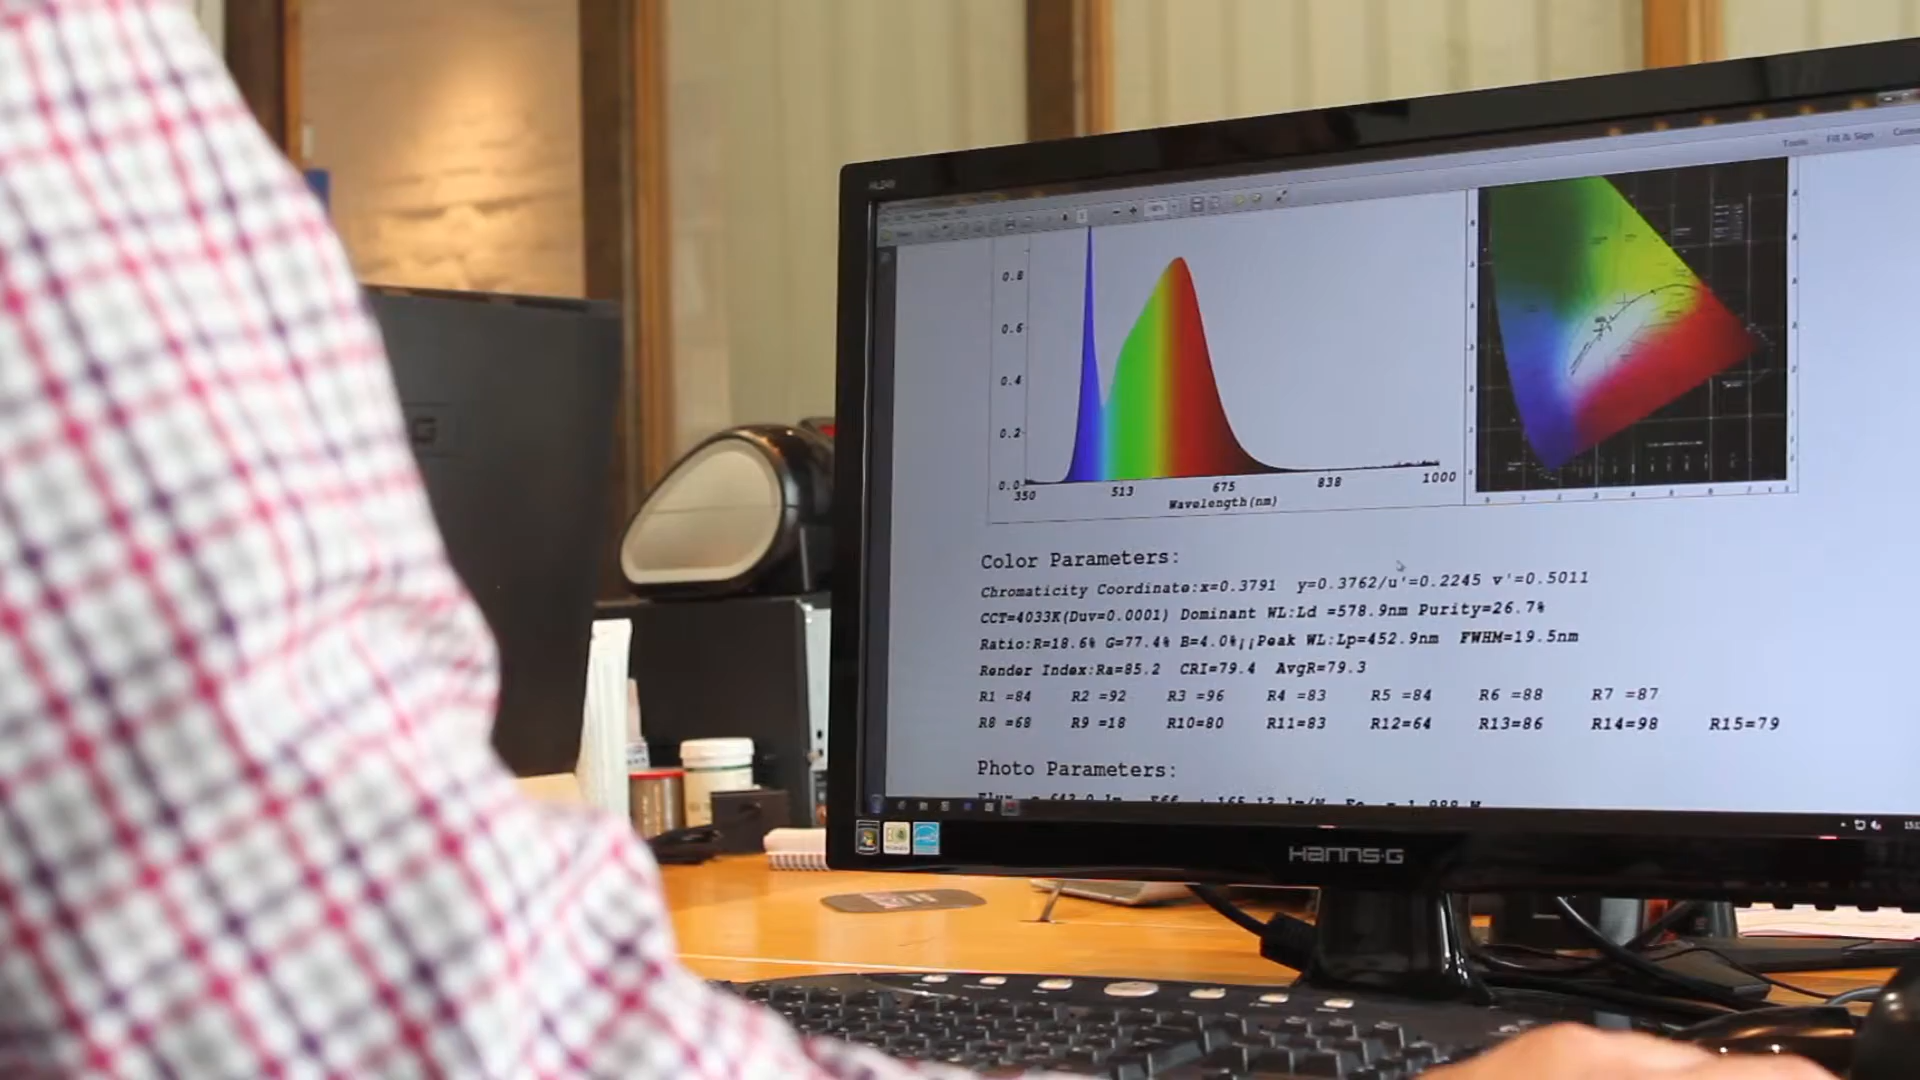 HL249
Tools Fill & Sign
0.8
0.6
0.4
0.2
0.0
350 513 675 838 1000
Wavelength(nm)
Color Parameters:
Chromaticity Coordinate:x=0.3791 y=0.3762/u'=0.2245 v'=0.5011
CCT=4033K(Duv=0.0001) Dominant WL:Ld =578.9nm Purity=26.7%
Ratio:R=18.6% G=77.4% B=4.0%¡¡Peak WL:Lp=452.9nm FWHM=19.5nm
Render Index:Ra=85.2 CRI=79.4 AvgR=79.3
R1 =84 R2 =92 R3 =96 R4 =83 R5 =84 R6 =88 R7 =87
R8 =68 R9 =18 R10=80 R11=83 R12=64 R13=86 R14=98 R15=79
Photo Parameters:
HANNS·G